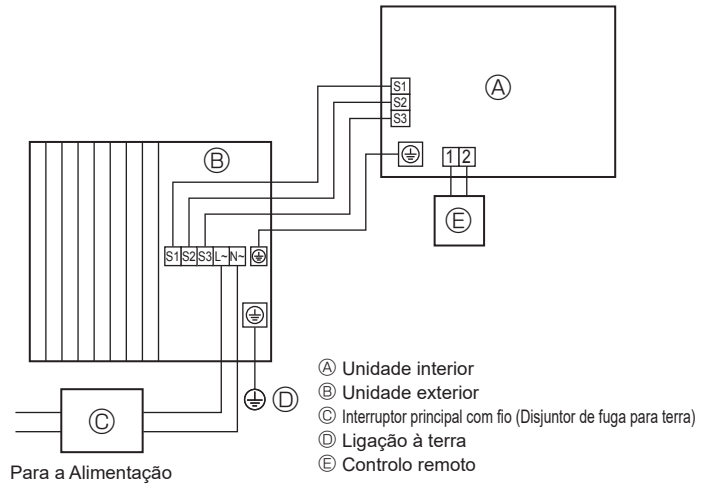 S1
S2
S3
Ⓐ
1 2
Ⓔ
Ⓑ
S1 S2 S3 L~ N~
Ⓓ
Ⓒ
Para a Alimentação
Ⓐ Unidade interior
Ⓑ Unidade exterior
Ⓒ Interruptor principal com fio (Disjuntor de fuga para terra)
Ⓓ Ligação à terra
Ⓔ Controlo remoto